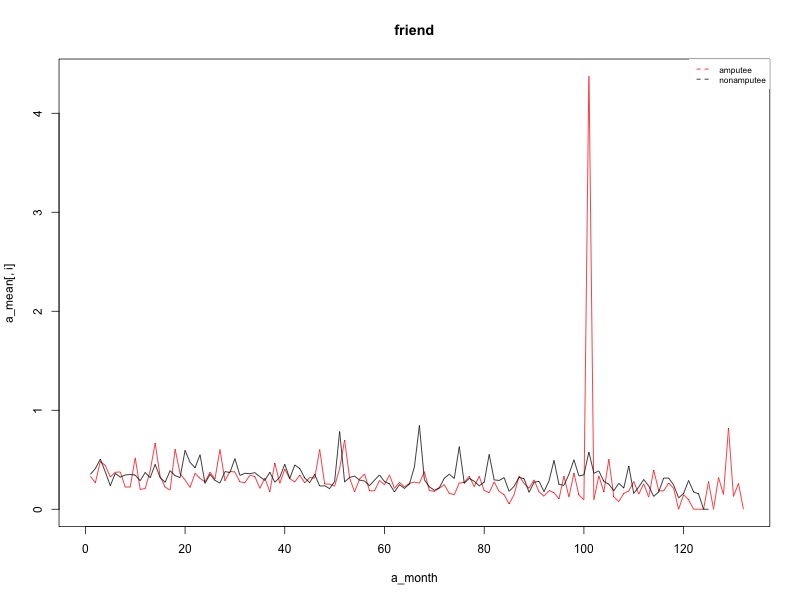 friend
amputee
nonamputee
a_mean[, i]
4
3
2
1
0
0 20 40 60 80 100 120
a_month